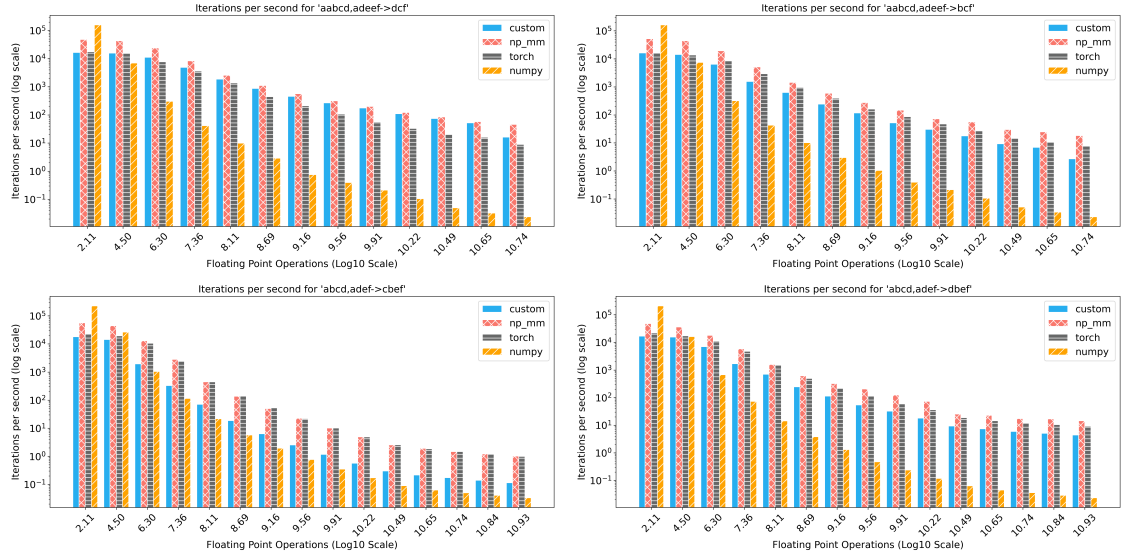 Iterations per second for 'aabcd,adeef->dcf'
Iterations per second (log scale)
10^5
10^4
10^3
10^2
10^1
10^0
10^−1
custom
np_mm
torch
numpy
2.11 4.50 6.30 7.36 8.11 8.69 9.16 9.56 9.91 10.22 10.49 10.65 10.74
Floating Point Operations (Log10 Scale)
Iterations per second for 'aabcd,adeef->bcf'
Iterations per second (log scale)
10^5
10^4
10^3
10^2
10^1
10^0
10^−1
custom
np_mm
torch
numpy
2.11 4.50 6.30 7.36 8.11 8.69 9.16 9.56 9.91 10.22 10.49 10.65 10.74
Floating Point Operations (Log10 Scale)
Iterations per second for 'abcd,adef->cbef'
Iterations per second (log scale)
10^5
10^4
10^3
10^2
10^1
10^0
10^−1
custom
np_mm
torch
numpy
2.11 4.50 6.30 7.36 8.11 8.69 9.16 9.56 9.91 10.22 10.49 10.65 10.74 10.84 10.93
Floating Point Operations (Log10 Scale)
Iterations per second for 'abcd,adef->dbef'
Iterations per second (log scale)
10^5
10^4
10^3
10^2
10^1
10^0
10^−1
custom
np_mm
torch
numpy
2.11 4.50 6.30 7.36 8.11 8.69 9.16 9.56 9.91 10.22 10.49 10.65 10.74 10.84 10.93
Floating Point Operations (Log10 Scale)